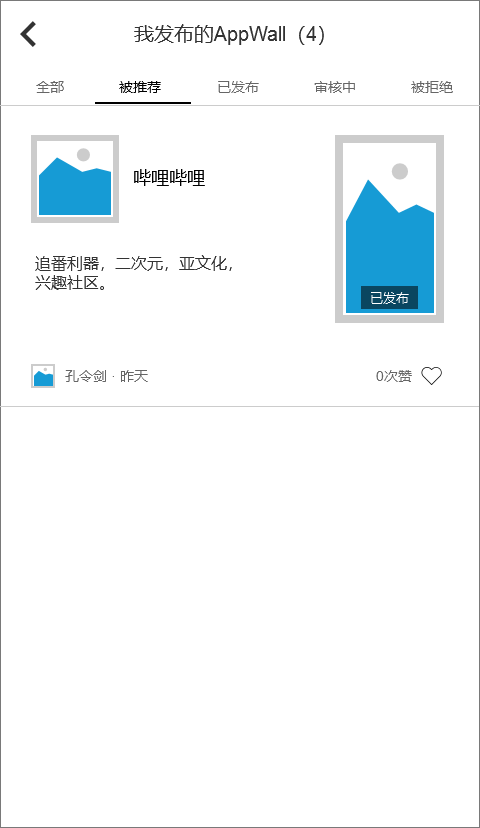 我发布的AppWall（4）
全部 被推荐 已发布 审核中 被拒绝
哔哩哔哩
追番利器，二次元，亚文化，
兴趣社区。
已发布
孔令剑 · 昨天 0次赞